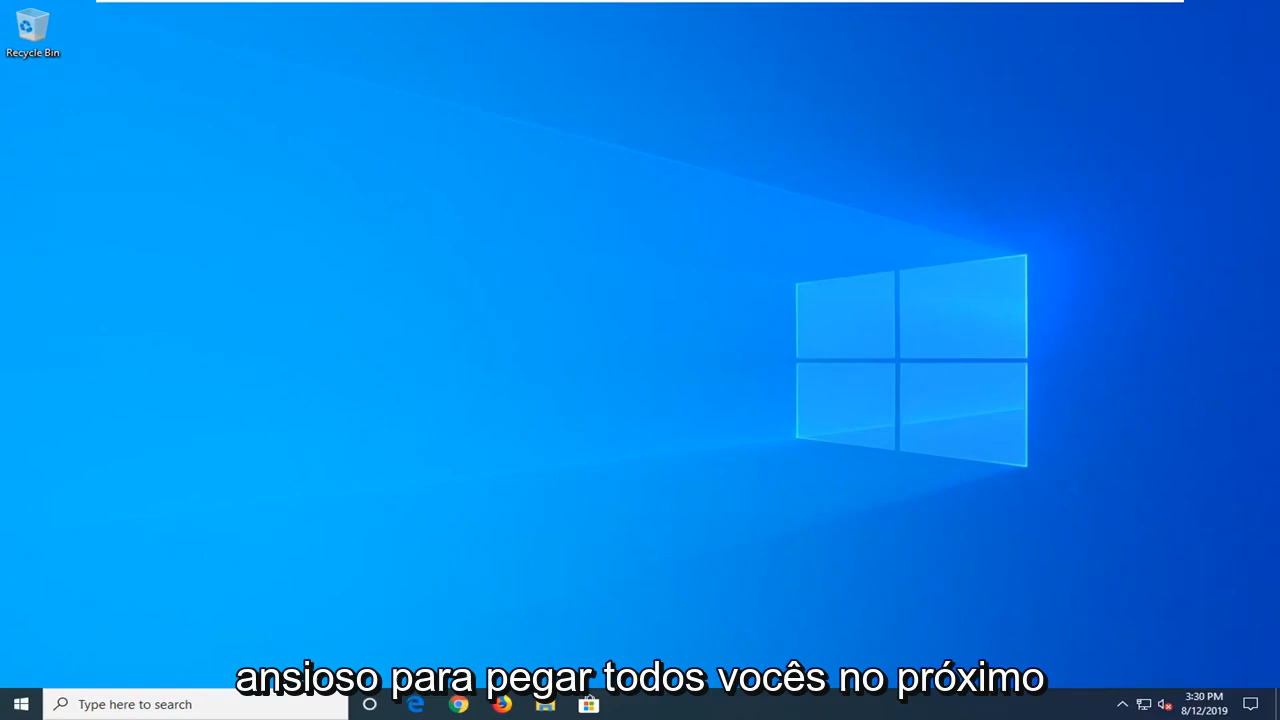 Recycle Bin
ansioso para pegar todos vocês no próximo
Type here to search
3:30 PM
8/12/2019